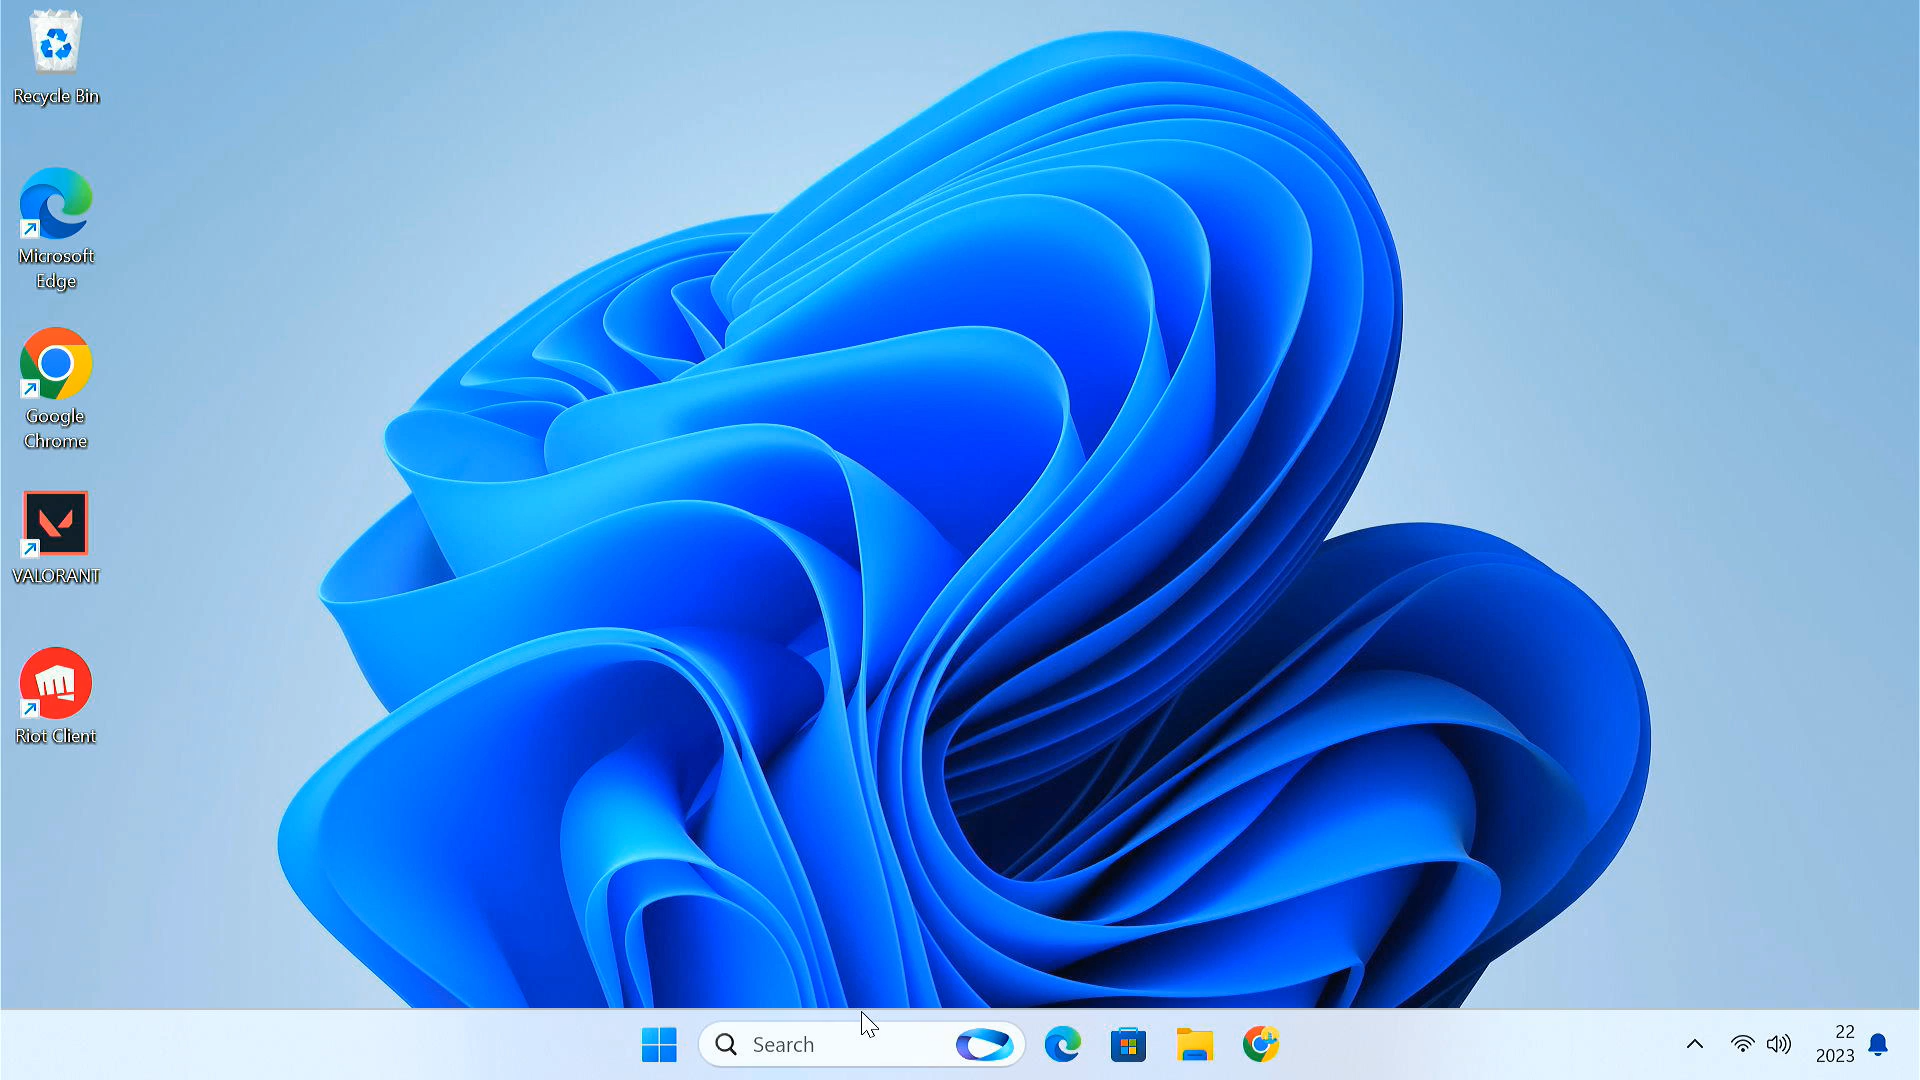 Recycle Bin
Microsoft
Edge
Google
Chrome
VALORANT
Riot Client
Search
22
2023